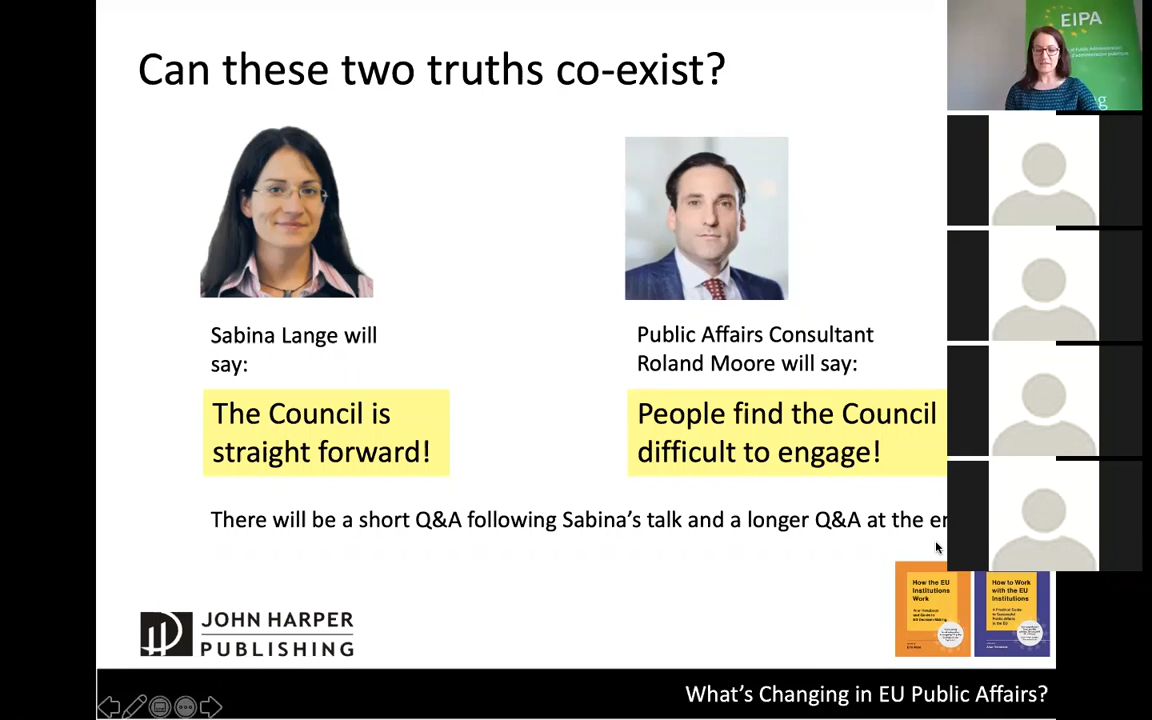 Can these two truths co-exist?
EIPA
Sabina Lange will
say:
Public Affairs Consultant
Roland Moore will say:
The Council is
straight forward!
People find the Council
difficult to engage!
There will be a short Q&A following Sabina's talk and a longer Q&A at the
How the EU
Institutions
Work
How to Work
with the EU
Institutions
JOHN HARPER
PUBLISHING
What's Changing in EU Public Affairs?